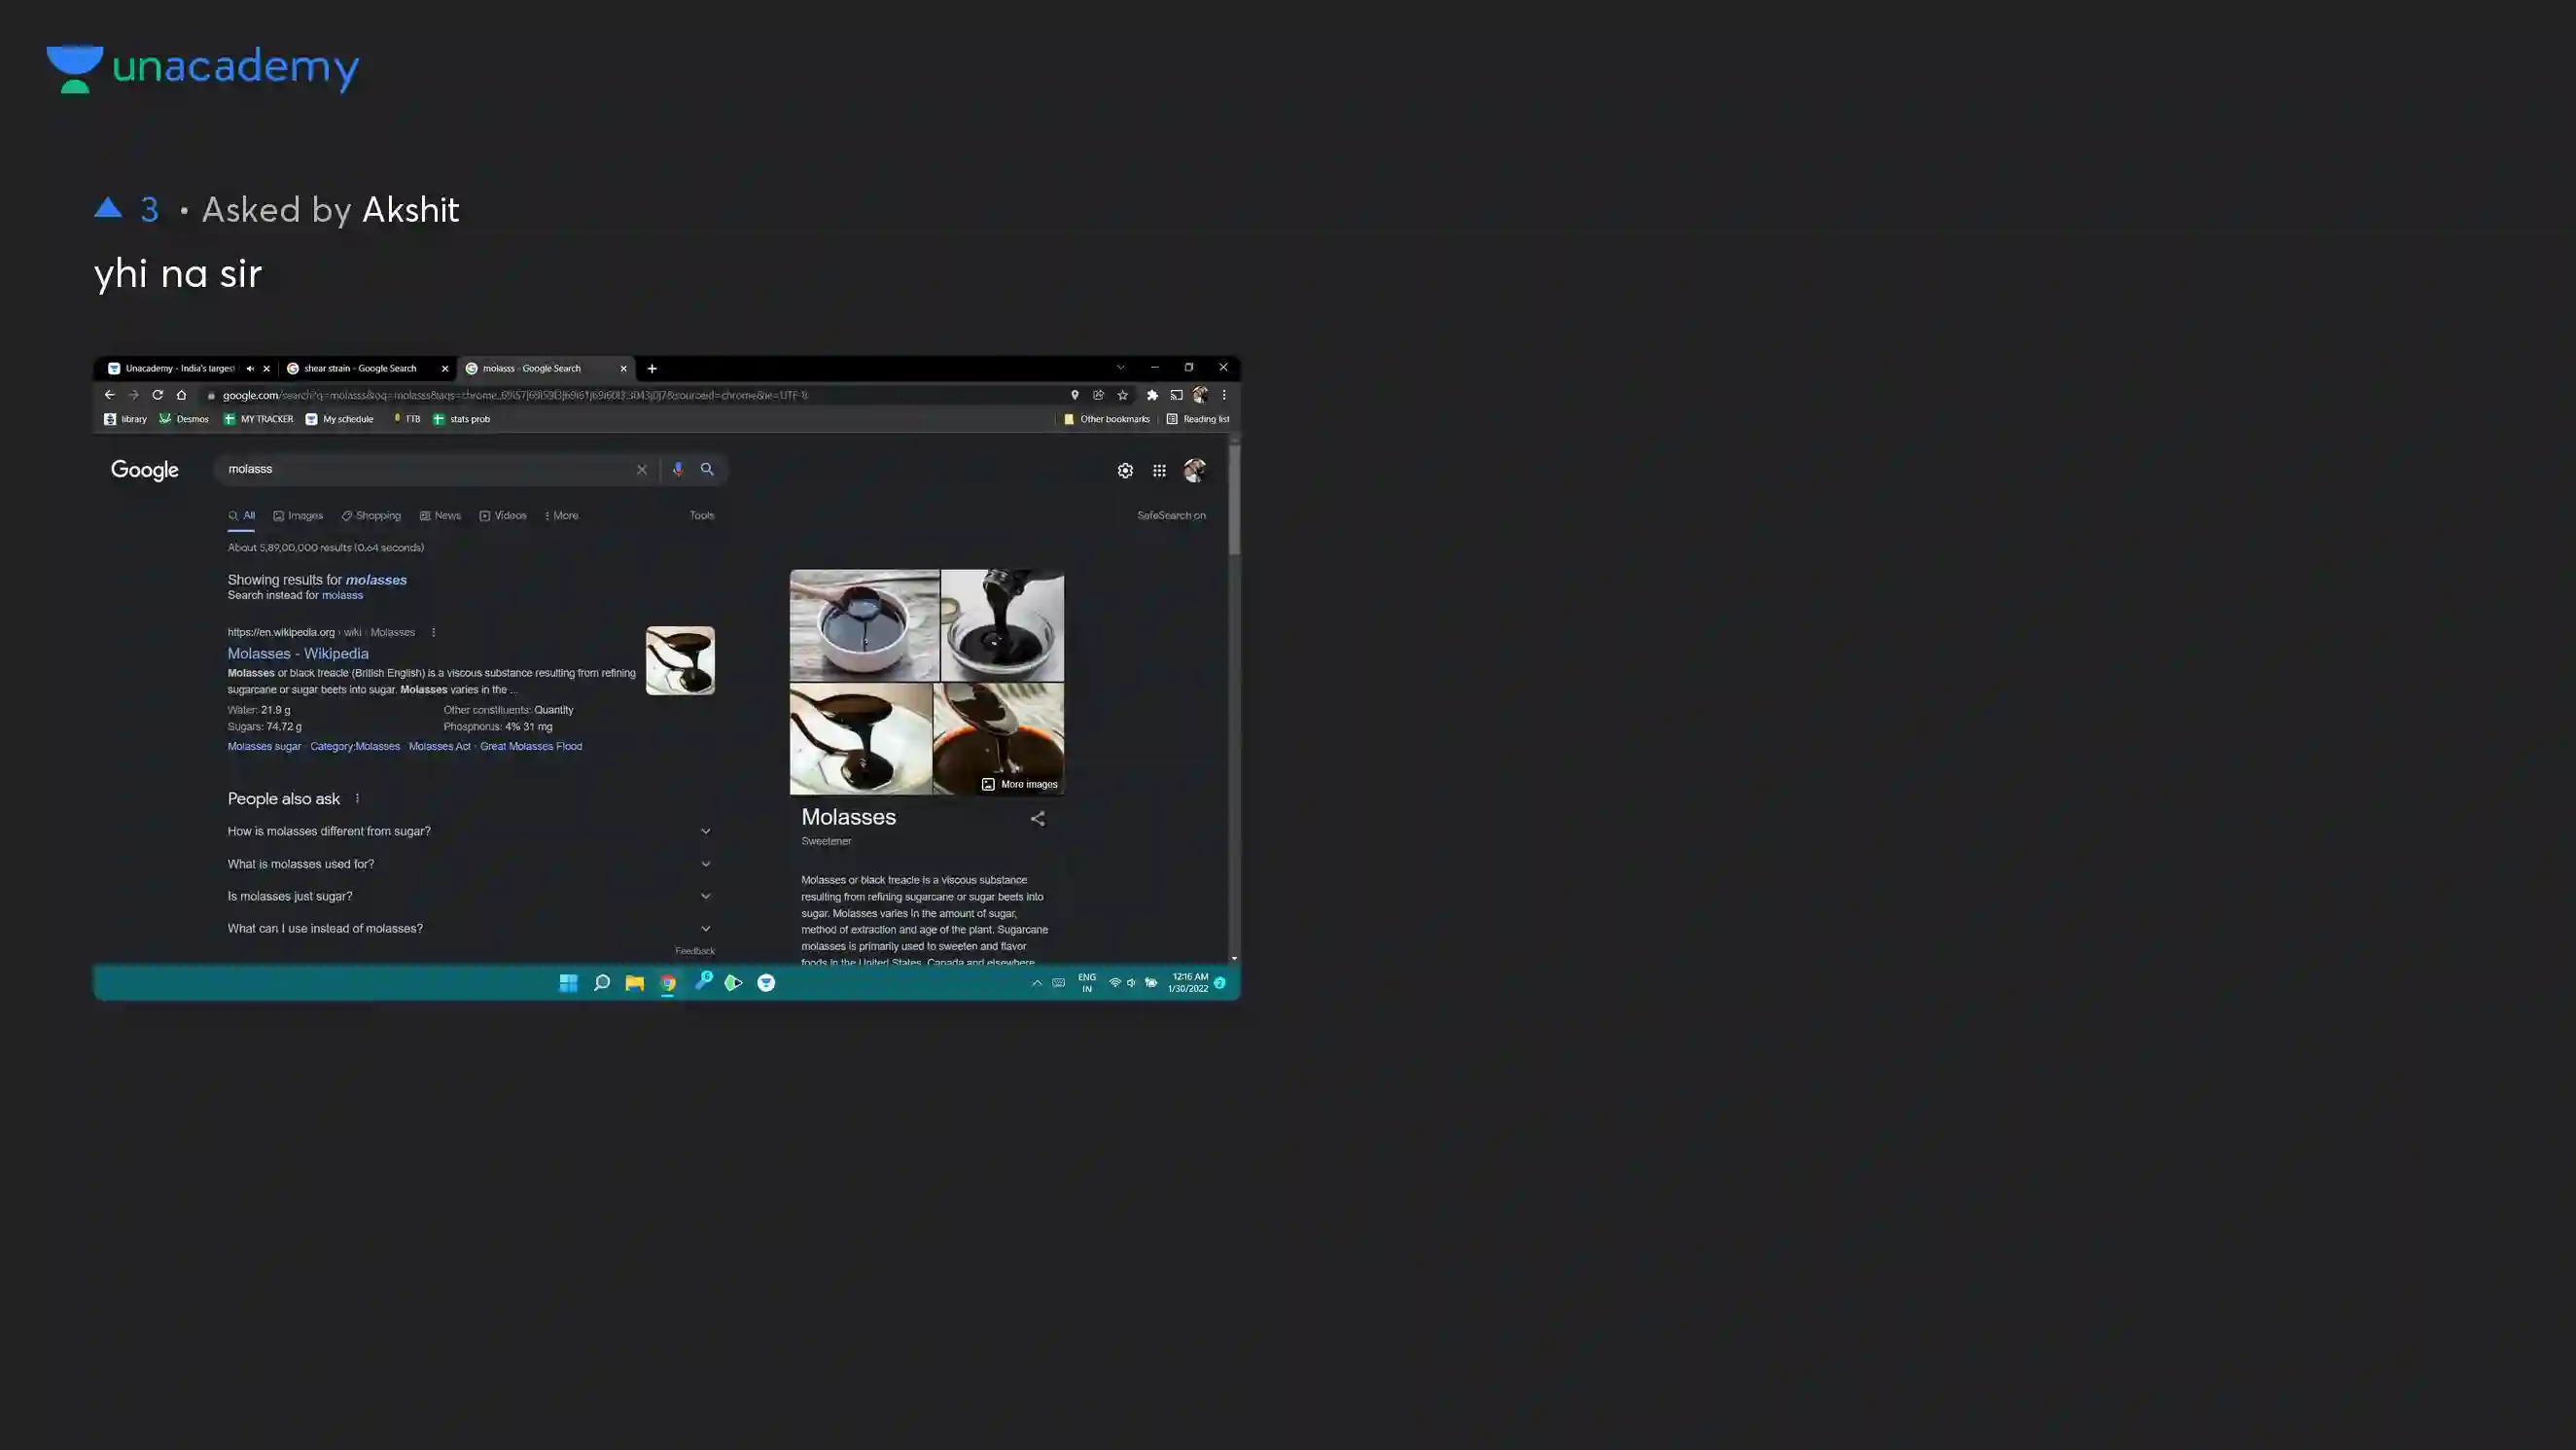 unacademy
3 • Asked by Akshit
yhi na sir
Unacademy - India's largest
shear strain - Google Search
molasss - Google Search
google.com/search?q=molasss&oq=molasss&aqs=chrome..
library Desmos MY TRACKER My schedule TTB stats prob Other bookmarks Reading list
Google molasss
All Images Shopping News Videos More Tools SafeSearch on
About 5,89,00,000 results (0.64 seconds)
Showing results for molasses
Search instead for molasss
https://en.wikipedia.org › wiki › Molasses
Molasses - Wikipedia
Molasses or black treacle (British English) is a viscous substance resulting from refining
sugarcane or sugar beets into sugar. Molasses varies in the ...
Water: 21.9 g Other constituents: Quantity
Sugars: 74.72 g Phosphorus: 4% 31 mg
Molasses sugar · Category:Molasses · Molasses Act · Great Molasses Flood
People also ask
How is molasses different from sugar?
What is molasses used for?
Is molasses just sugar?
What can I use instead of molasses?
Feedback
More images
Molasses
Sweetener
Molasses or black treacle is a viscous substance
resulting from refining sugarcane or sugar beets into
sugar. Molasses varies in the amount of sugar,
method of extraction and age of the plant. Sugarcane
molasses is primarily used to sweeten and flavor
foods in the United States, Canada and elsewhere
6
ENG
IN
12:16 AM
1/30/2022
2